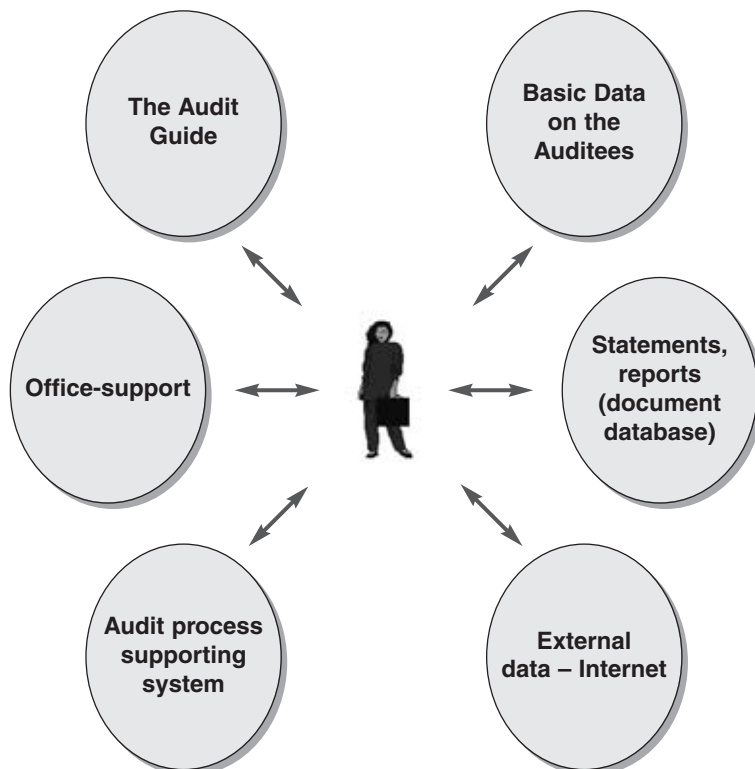 The Audit
Guide
Basic Data
on the
Auditees
Office-support
Statements,
reports
(document
database)
Audit process
supporting
system
External
data – Internet